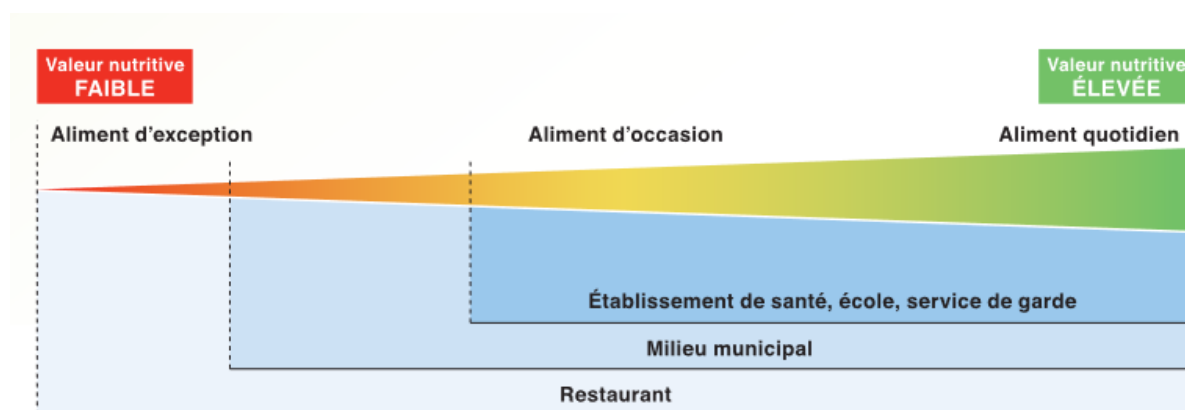 Valeur nutritive
FAIBLE
Valeur nutritive
ÉLEVÉE
Aliment d'exception
Aliment d'occasion
Aliment quotidien
Établissement de santé, école, service de garde
Milieu municipal
Restaurant